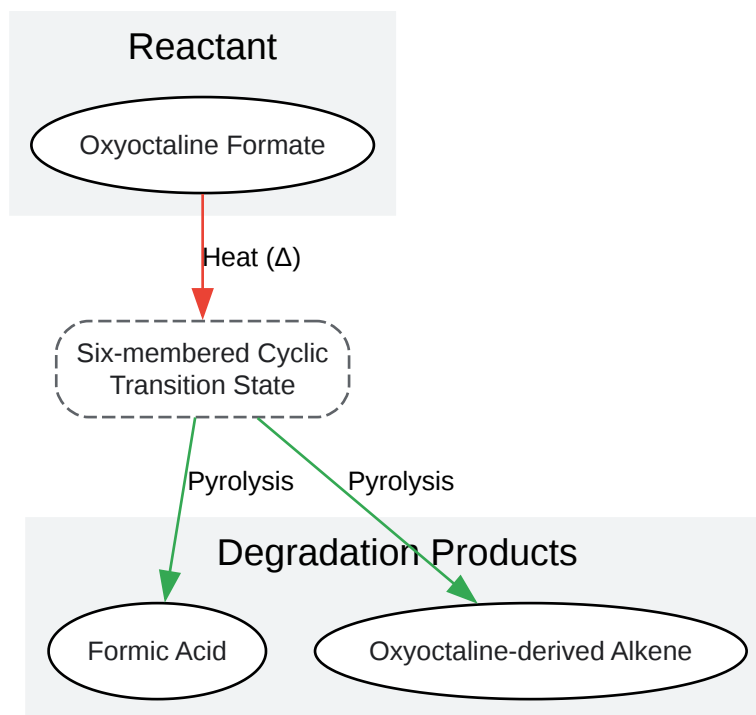 Reactant
Oxyoctaline Formate
Heat (Δ)
Six-membered Cyclic
Transition State
Pyrolysis
Pyrolysis
Degradation Products
Formic Acid
Oxyoctaline-derived Alkene